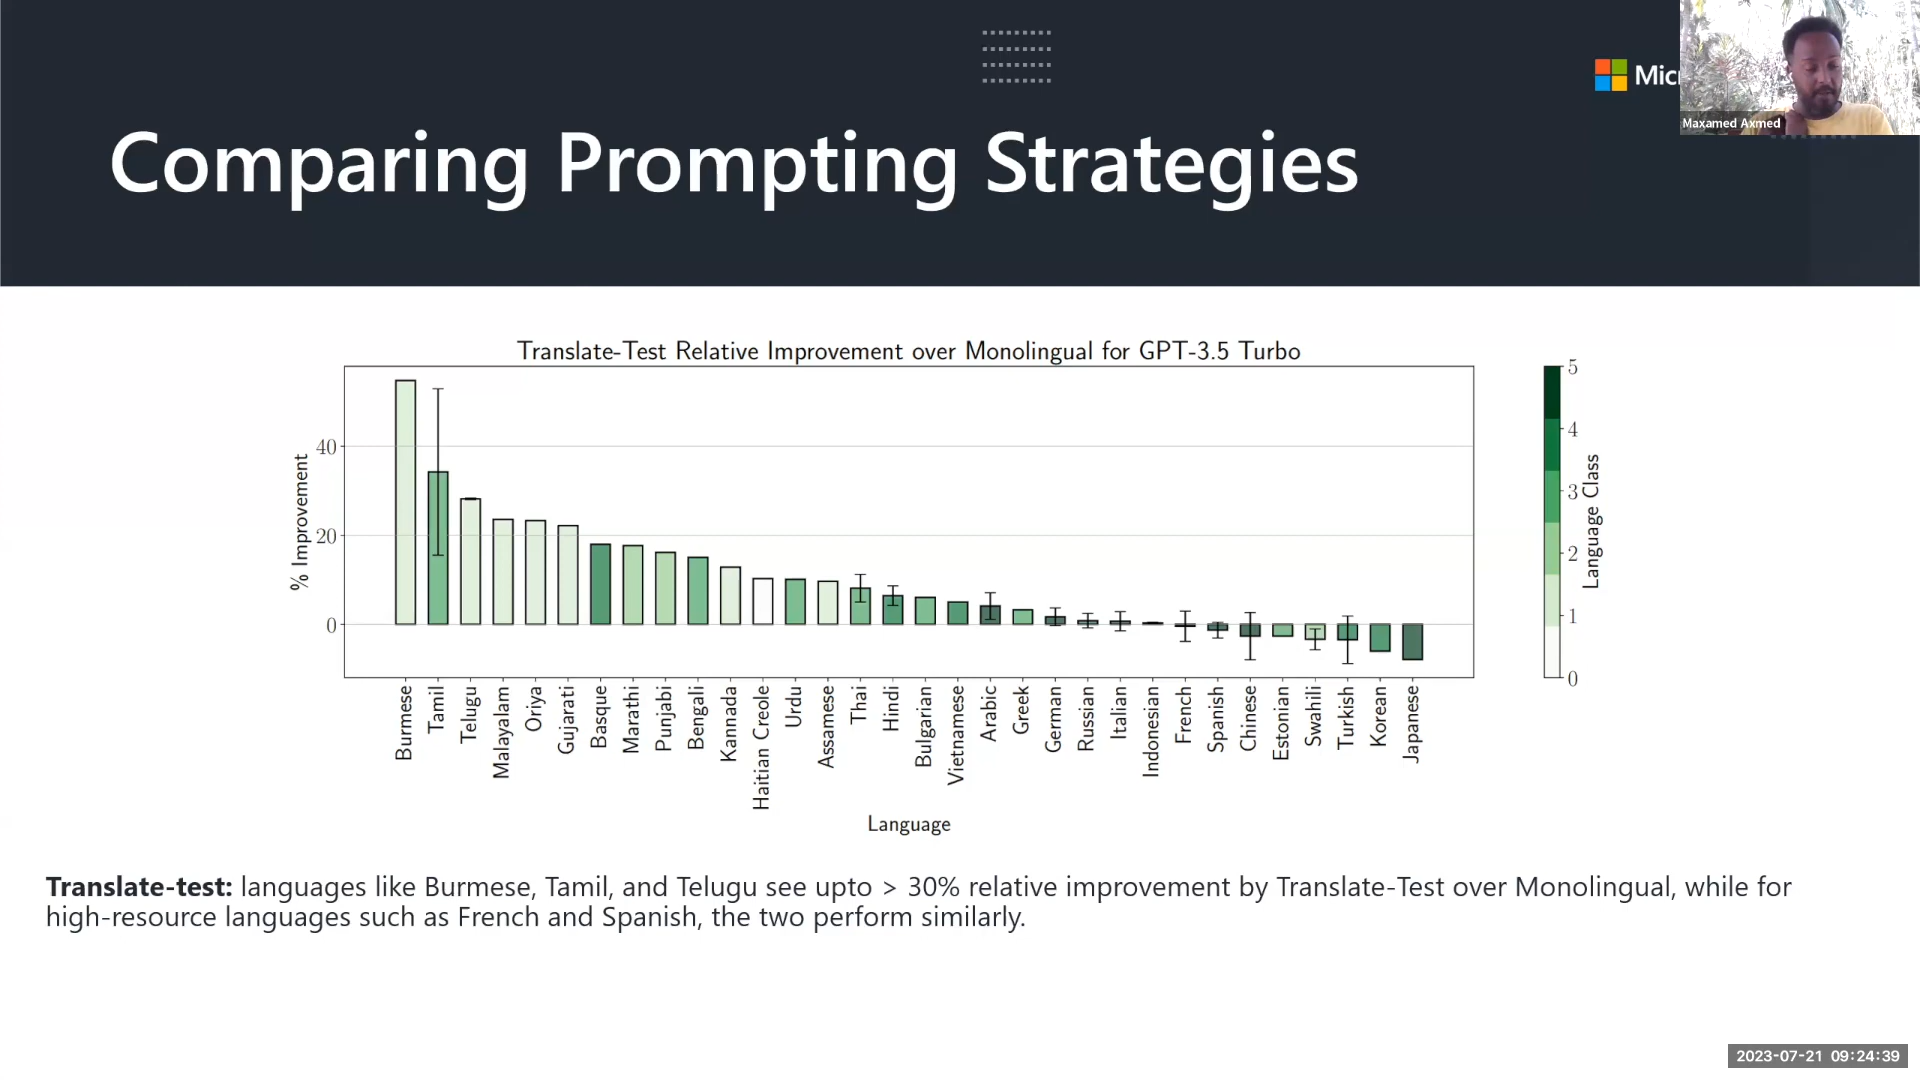 Mic
Maxamed Axmed
Comparing Prompting Strategies
Translate-Test Relative Improvement over Monolingual for GPT-3.5 Turbo
% Improvement
40
20
0
Burmese
Tamil
Telugu
Malayalam
Oriya
Gujarati
Basque
Marathi
Punjabi
Bengali
Kannada
Haitian Creole
Urdu
Assamese
Thai
Hindi
Bulgarian
Vietnamese
Arabic
Greek
German
Russian
Italian
Indonesian
French
Spanish
Chinese
Estonian
Swahili
Turkish
Korean
Japanese
Language
5
4
3
2
1
0
Language Class
Translate-test: languages like Burmese, Tamil, and Telugu see upto > 30% relative improvement by Translate-Test over Monolingual, while for
high-resource languages such as French and Spanish, the two perform similarly.
2023-07-21 09:24:39